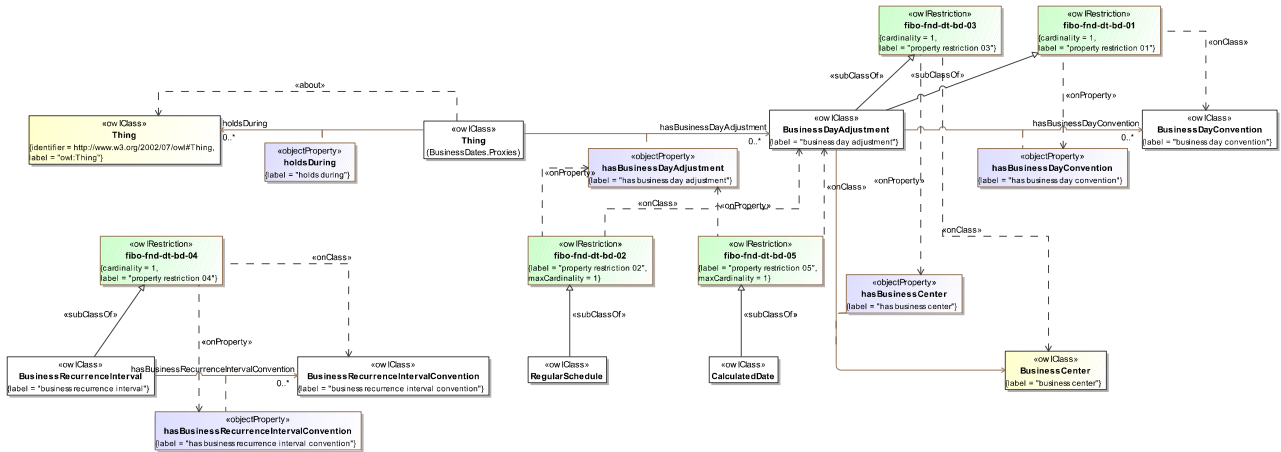 «owlRestriction»
fibo-fnd-dt-bd-03
{cardinality = 1,
label = "property restriction 03"}
«owlRestriction»
fibo-fnd-dt-bd-01
{cardinality = 1,
label = "property restriction 01"}
«onClass»
«subClassOf»
«subClassOf»
«about»
«onProperty»
«owlClass»
Thing
{identifier = http://www.w3.org/2002/07/owl#Thing,
label = "owl:Thing"}
holdsDuring
0..*
«objectProperty»
holdsDuring
{label = "holds during"}
«owlClass»
Thing
(BusinessDates.Proxies)
hasBusinessDayAdjustment
0..*
«owlClass»
BusinessDayAdjustment
{label = "business day adjustment"}
hasBusinessDayConvention
0..*
«owlClass»
BusinessDayConvention
{label = "business day convention"}
«objectProperty»
hasBusinessDayAdjustment
{label = "has business day adjustment"}
«objectProperty»
hasBusinessDayConvention
{label = "has business day convention"}
«onProperty»
«onClass»
«onProperty»
«onClass»
«onProperty»
«onClass»
«owlRestriction»
fibo-fnd-dt-bd-04
{cardinality = 1,
label = "property restriction 04"}
«onClass»
«owlRestriction»
fibo-fnd-dt-bd-02
{label = "property restriction 02",
maxCardinality = 1}
«owlRestriction»
fibo-fnd-dt-bd-05
{label = "property restriction 05",
maxCardinality = 1}
«objectProperty»
hasBusinessCenter
{label = "has business center"}
«subClassOf»
«subClassOf»
«subClassOf»
«onProperty»
«owlClass»
BusinessRecurrenceInterval
{label = "business recurrence interval"}
hasBusinessRecurrenceIntervalConvention
0..*
«owlClass»
BusinessRecurrenceIntervalConvention
{label = "business recurrence interval convention"}
«owlClass»
RegularSchedule
«owlClass»
CalculatedDate
«owlClass»
BusinessCenter
{label = "business center"}
«objectProperty»
hasBusinessRecurrenceIntervalConvention
{label = "has business recurrence interval convention"}